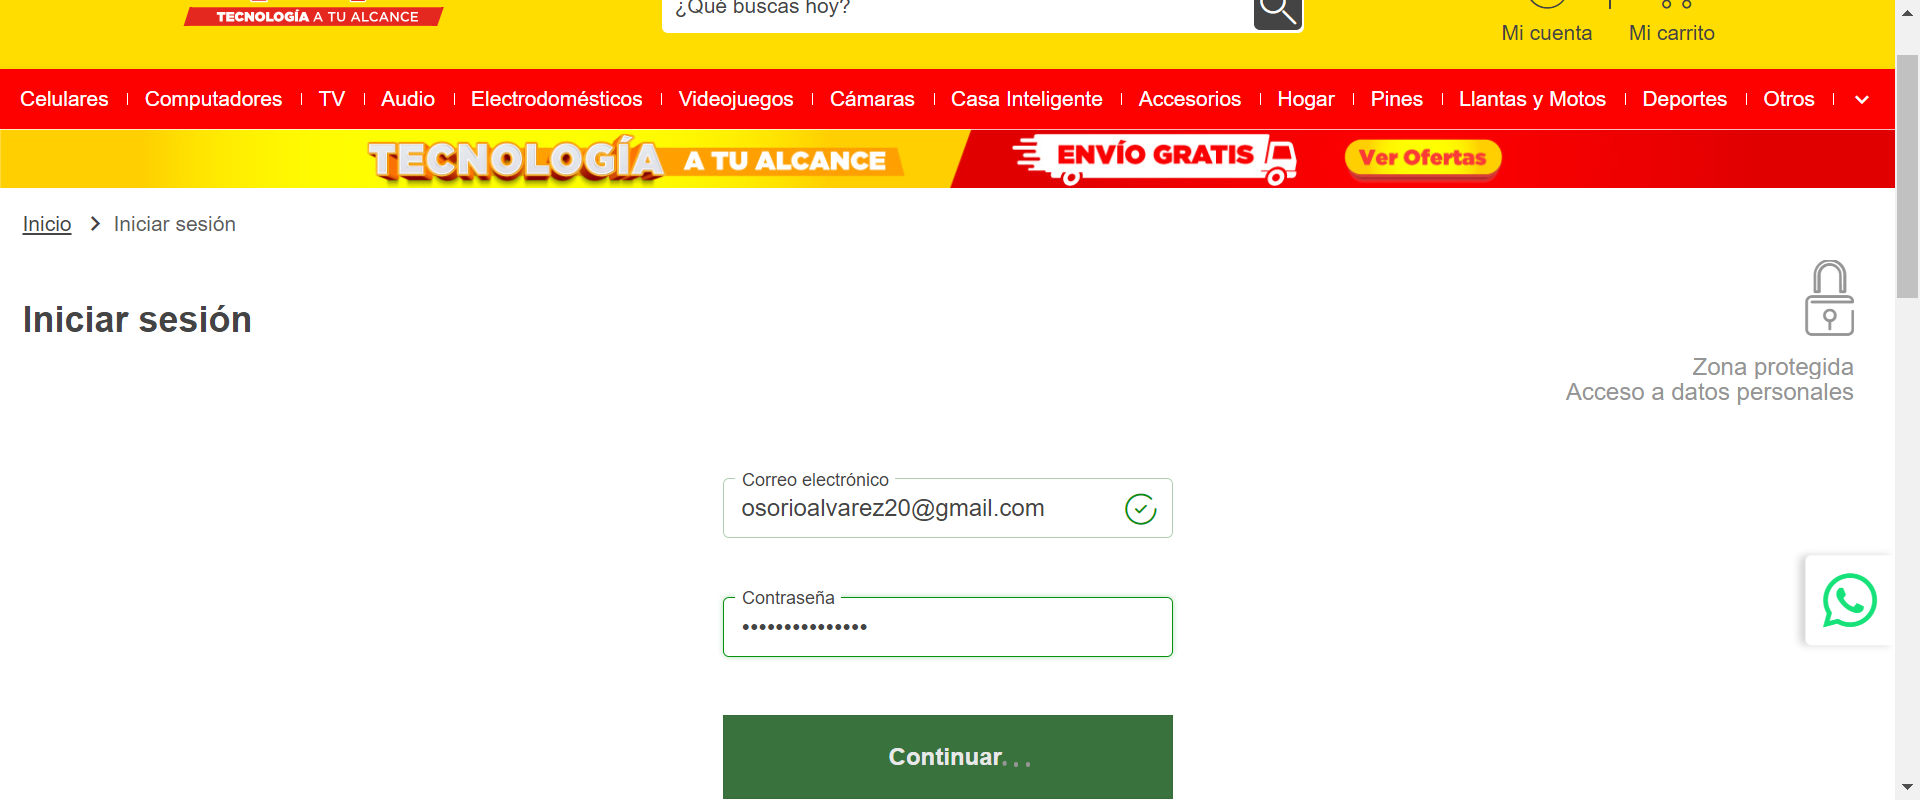 TECNOLOGÍA A TU ALCANCE
¿Qué buscas hoy?
Mi cuenta
Mi carrito
Celulares
Computadores
TV
Audio
Electrodomésticos
Videojuegos
Cámaras
Casa Inteligente
Accesorios
Hogar
Pines
Llantas y Motos
Deportes
Otros
TECNOLOGÍA A TU ALCANCE
ENVÍO GRATIS
Ver Ofertas
Inicio
Iniciar sesión
Iniciar sesión
Zona protegida
Acceso a datos personales
Correo electrónico
osorioalvarez20@gmail.com
Contraseña
•••••••••••••••
Continuar...